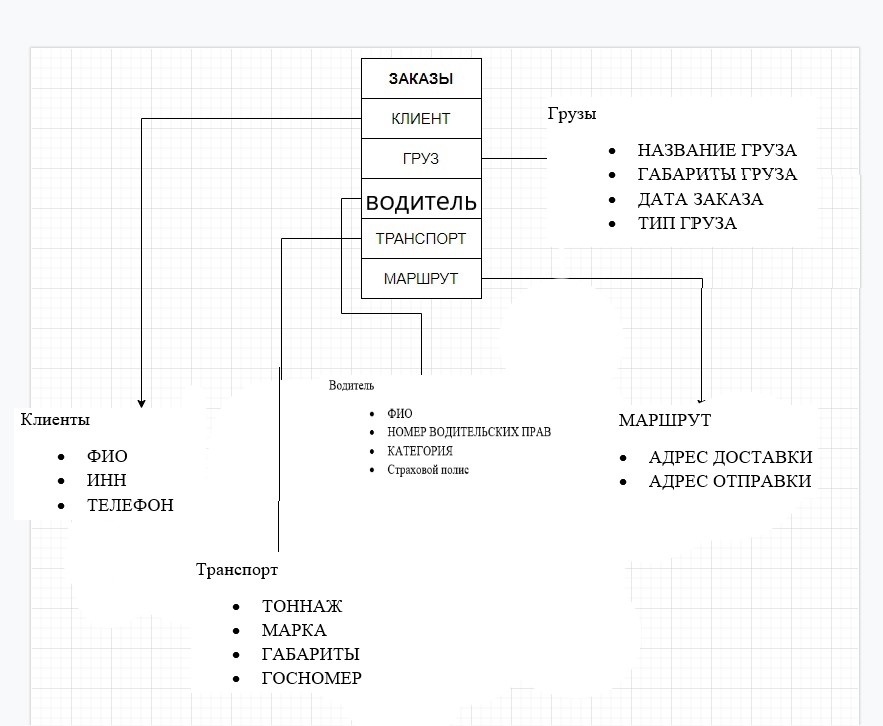 ЗАКАЗЫ
КЛИЕНТ
ГРУЗ
ВОДИТЕЛЬ
ТРАНСПОРТ
МАРШРУТ
Грузы
НАЗВАНИЕ ГРУЗА
ГАБАРИТЫ ГРУЗА
ДАТА ЗАКАЗА
ТИП ГРУЗА
Клиенты
ФИО
ИНН
ТЕЛЕФОН
Водитель
ФИО
НОМЕР ВОДИТЕЛЬСКИХ ПРАВ
КАТЕГОРИЯ
Страховой полис
МАРШРУТ
АДРЕС ДОСТАВКИ
АДРЕС ОТПРАВКИ
Транспорт
ТОННАЖ
МАРКА
ГАБАРИТЫ
ГОСНОМЕР